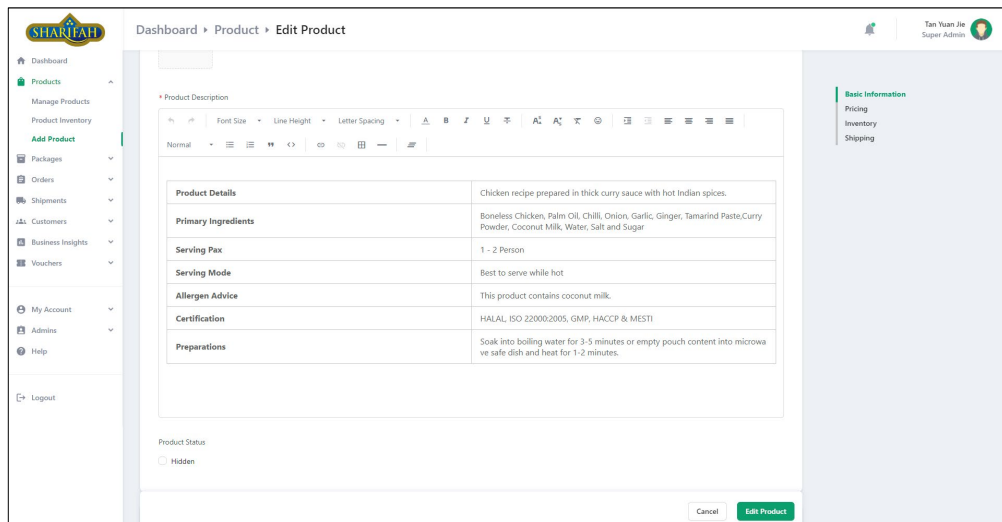 SHARIFAH
Dashboard ▸ Product ▸ Edit Product
Tan Yuan Jie
Super Admin
Dashboard
Products
Manage Products
Product Inventory
Add Product
Packages
Orders
Shipments
Customers
Business Insights
Vouchers
My Account
Admins
Help
Logout
* Product Description
Font Size Line Height Letter Spacing A B I U
Normal
Product Details Chicken recipe prepared in thick curry sauce with hot Indian spices.
Primary Ingredients Boneless Chicken, Palm Oil, Chilli, Onion, Garlic, Ginger, Tamarind Paste,Curry
Powder, Coconut Milk, Water, Salt and Sugar
Serving Pax 1 - 2 Person
Serving Mode Best to serve while hot
Allergen Advice This product contains coconut milk.
Certification HALAL, ISO 22000:2005, GMP, HACCP & MESTI
Preparations Soak into boiling water for 3-5 minutes or empty pouch content into microwa
ve safe dish and heat for 1-2 minutes.
Product Status
Hidden
Cancel Edit Product
Basic Information
Pricing
Inventory
Shipping